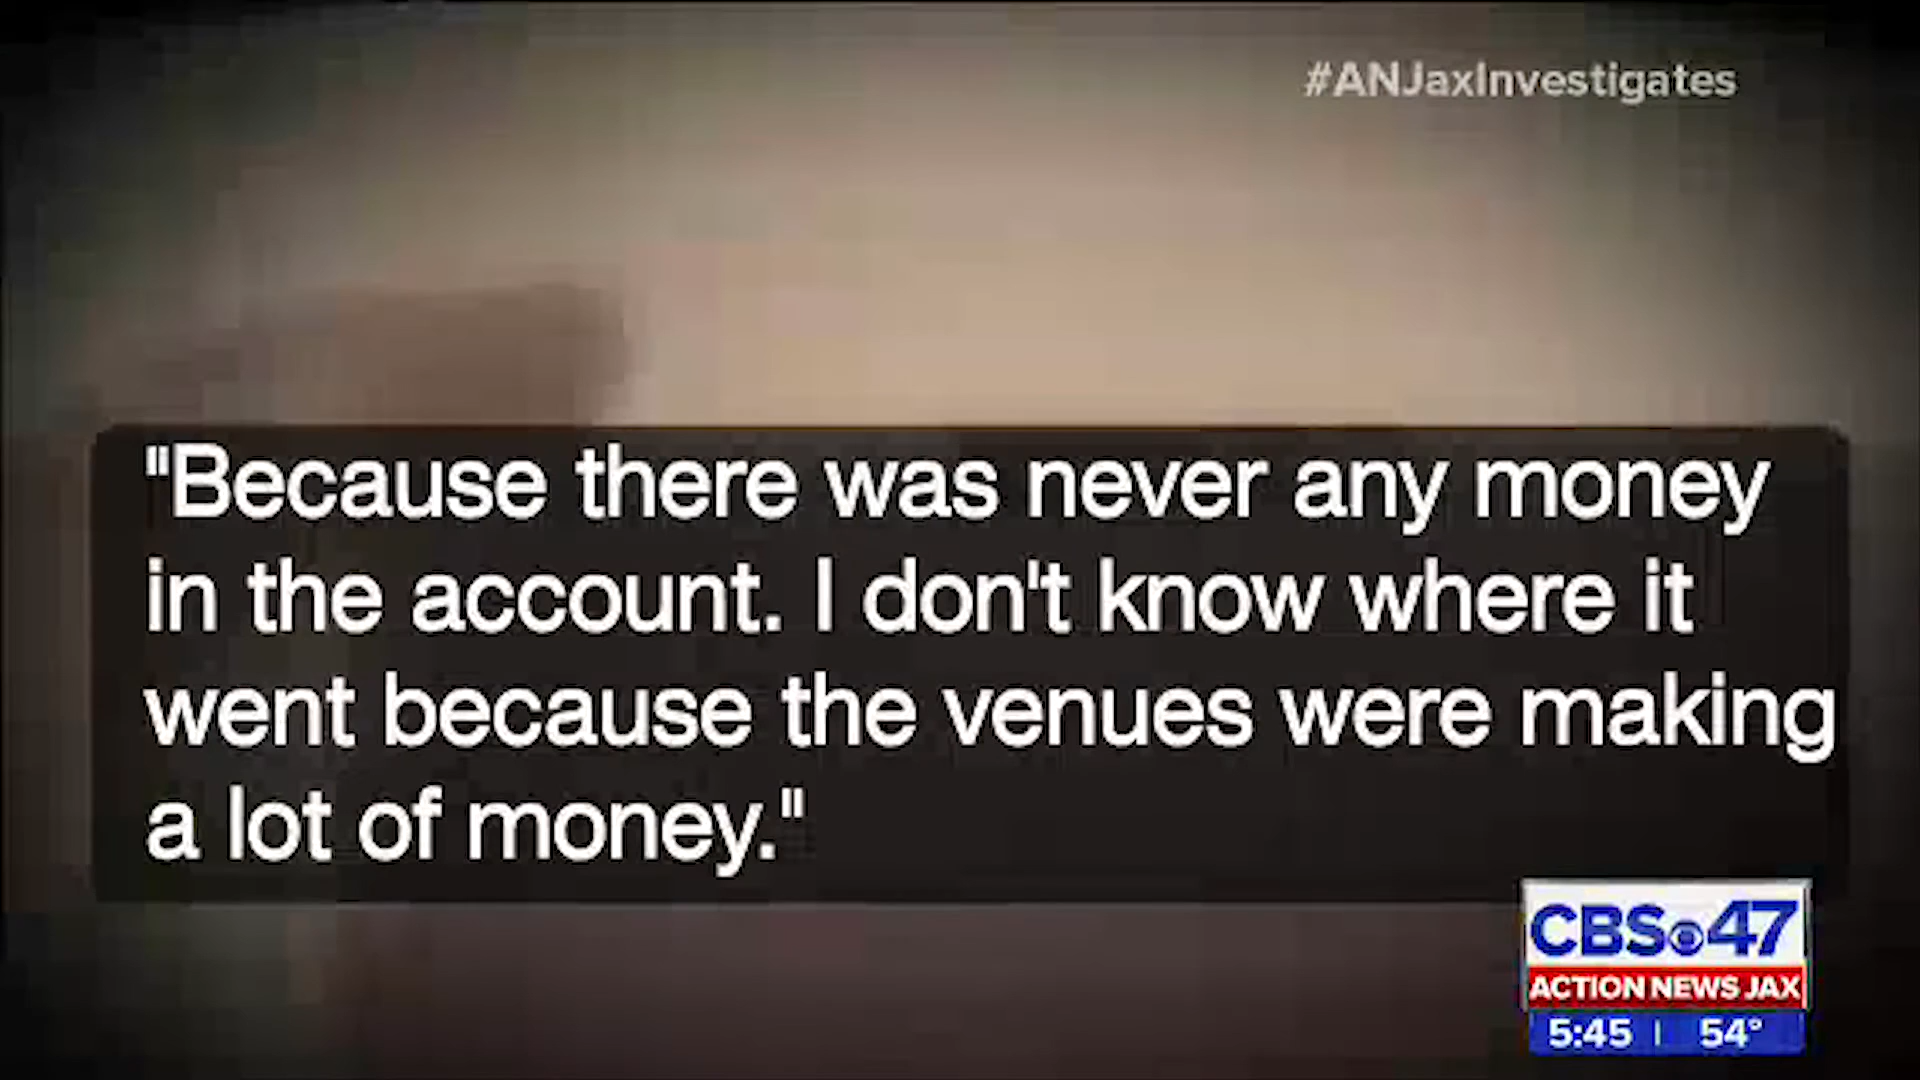 #ANJaxInvestigates
"Because there was never any money
in the account. I don't know where it
went because the venues were making
a lot of money."
CBS 47
ACTION NEWS JAX
5:45 | 54°